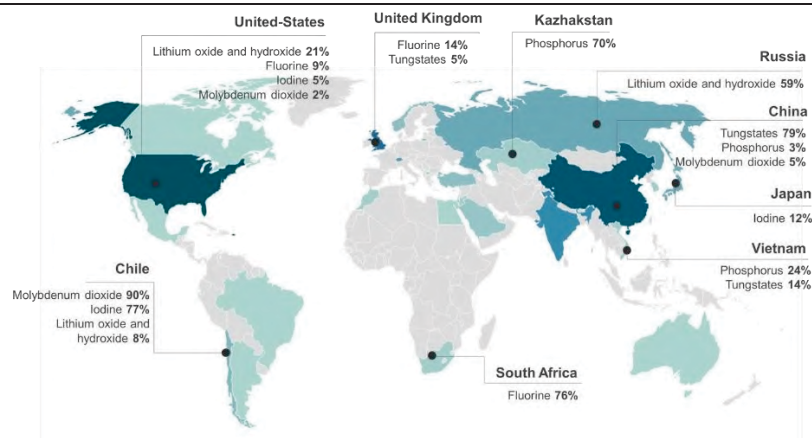 United-States
Lithium oxide and hydroxide 21%
Fluorine 9%
Iodine 5%
Molybdenum dioxide 2%
United Kingdom
Fluorine 14%
Tungstates 5%
Kazhakstan
Phosphorus 70%
Russia
Lithium oxide and hydroxide 59%
China
Tungstates 79%
Phosphorus 3%
Molybdenum dioxide 5%
Japan
Iodine 12%
Vietnam
Phosphorus 24%
Tungstates 14%
Chile
Molybdenum dioxide 90%
Iodine 77%
Lithium oxide and
hydroxide 8%
South Africa
Fluorine 76%